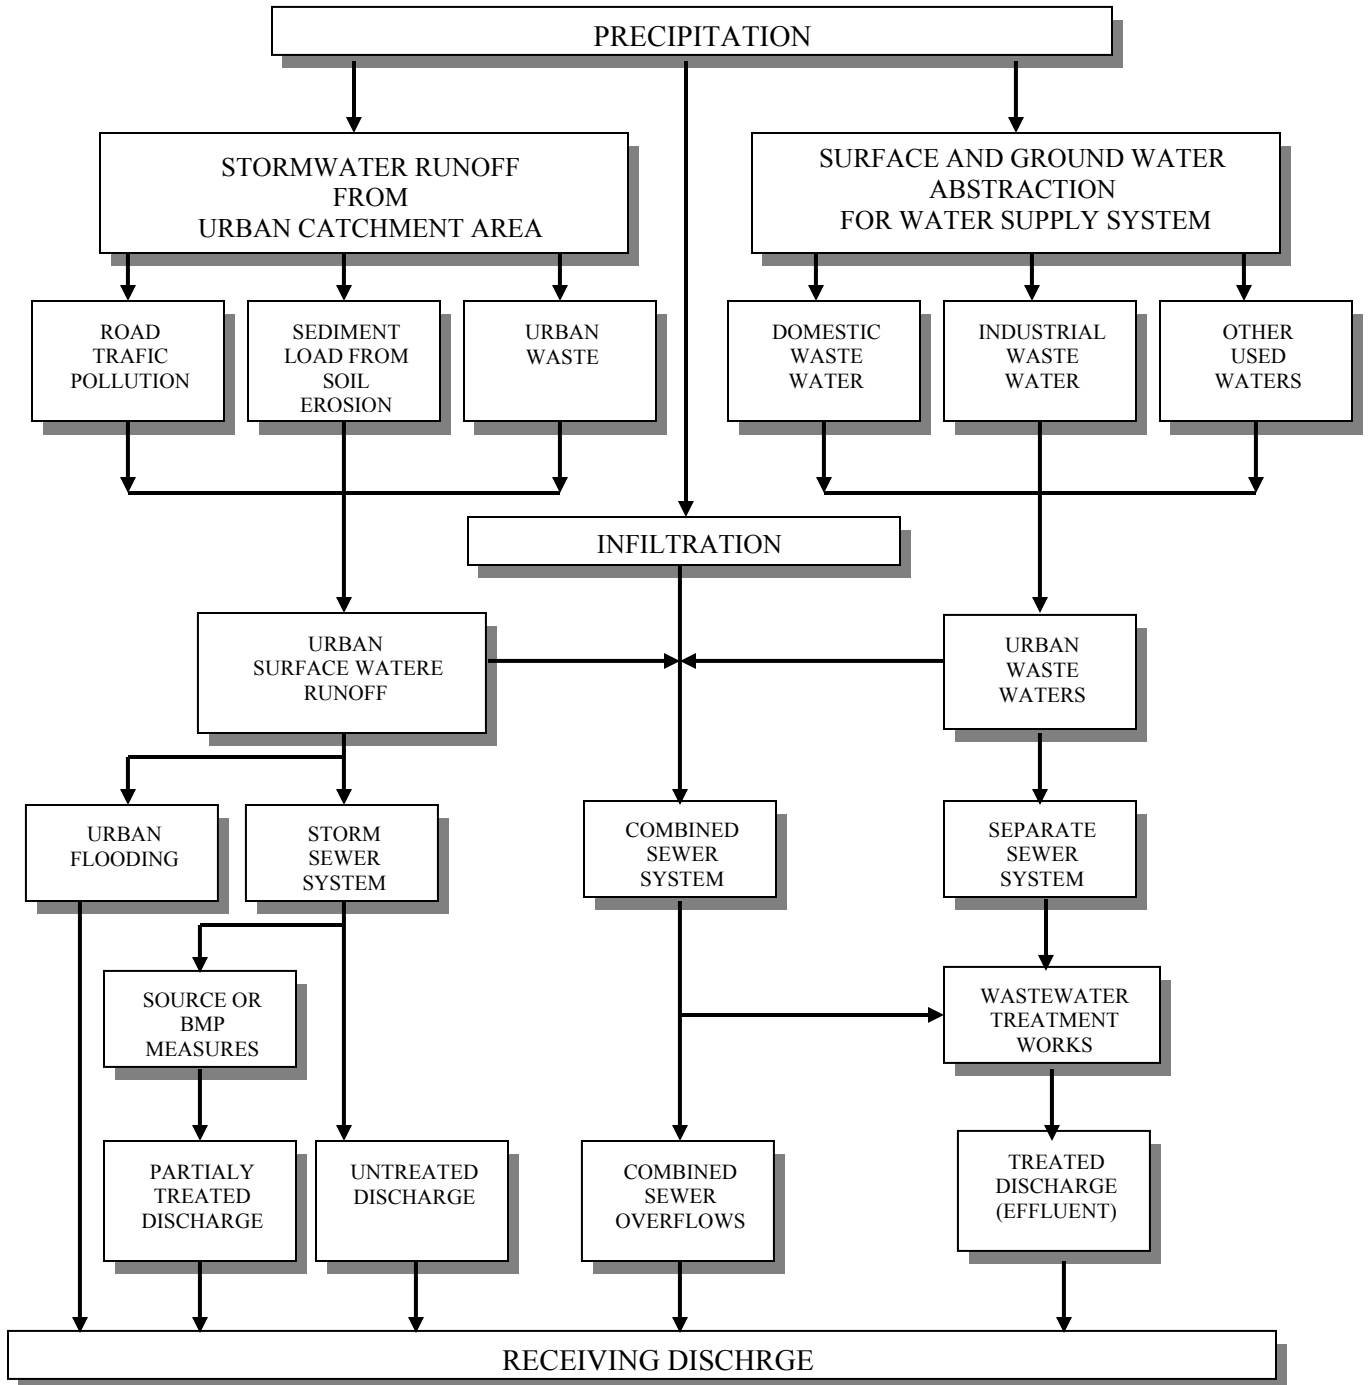 PRECIPITATION
STORMWATER RUNOFF
FROM
URBAN CATCHMENT AREA
SURFACE AND GROUND WATER
ABSTRACTION
FOR WATER SUPPLY SYSTEM
ROAD
TRAFIC
POLLUTION
SEDIMENT
LOAD FROM
SOIL
EROSION
URBAN
WASTE
DOMESTIC
WASTE
WATER
INDUSTRIAL
WASTE
WATER
OTHER
USED
WATERS
INFILTRATION
URBAN
SURFACE WATERE
RUNOFF
URBAN
WASTE
WATERS
URBAN
FLOODING
STORM
SEWER
SYSTEM
COMBINED
SEWER
SYSTEM
SEPARATE
SEWER
SYSTEM
SOURCE OR
BMP
MEASURES
WASTEWATER
TREATMENT
WORKS
PARTIALY
TREATED
DISCHARGE
UNTREATED
DISCHARGE
COMBINED
SEWER
OVERFLOWS
TREATED
DISCHARGE
(EFFLUENT)
RECEIVING DISCHRGE